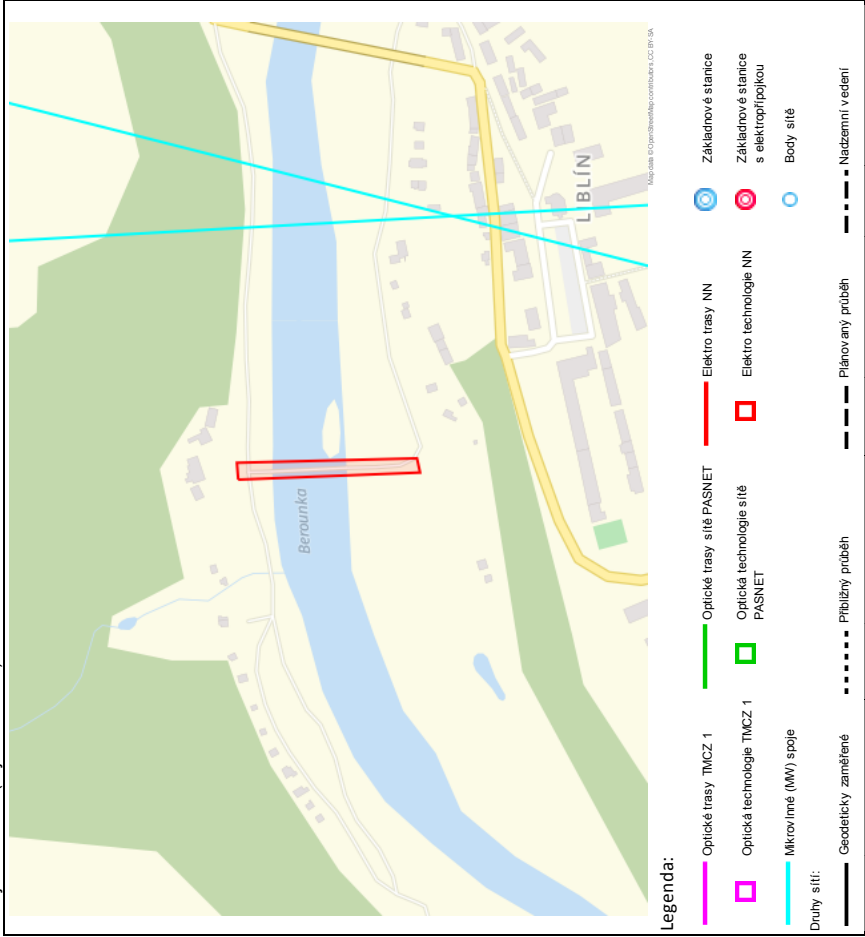 Berounka
LIBLÍN
Map data © OpenStreetMap contributors, CC BY-SA
Legenda:
Optické trasy TMCZ 1
Optické trasy sítě PASNET
Elektro trasy NN
Základnové stanice
Optická technologie TMCZ 1
Optická technologie sítě
PASNET
Elektro technologie NN
Základnové stanice
s elektropřípojkou
Mikrovlnné (MW) spoje
Body sítě
Druhy sítí:
Geodeticky zaměřené
Přibližný průběh
Plánovaný průběh
Nadzemní vedení